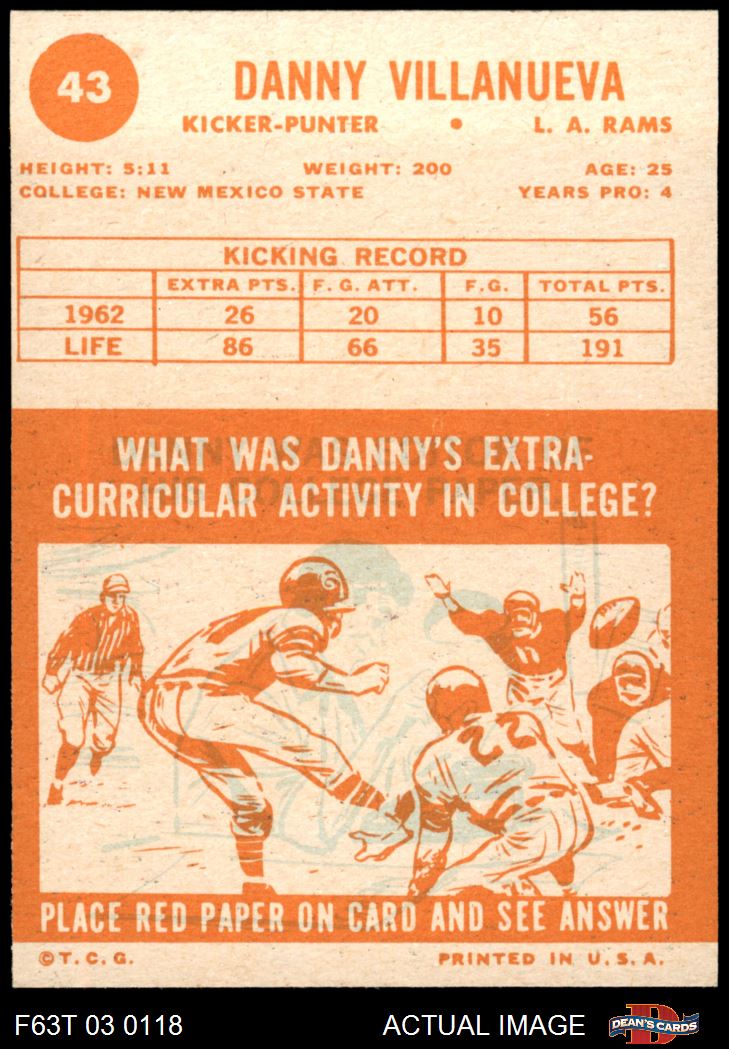 43
DANNY VILLANUEVA
KICKER-PUNTER • L. A. RAMS
HEIGHT: 5:11 WEIGHT: 200 AGE: 25
COLLEGE: NEW MEXICO STATE YEARS PRO: 4
KICKING RECORD
EXTRA PTS. F. G. ATT. F. G. TOTAL PTS.
1962 26 20 10 56
LIFE 86 66 35 191
WHAT WAS DANNY'S EXTRA-
CURRICULAR ACTIVITY IN COLLEGE?
22
PLACE RED PAPER ON CARD AND SEE ANSWER
© T. C. G. PRINTED IN U. S. A.
F63T 03 0118 ACTUAL IMAGE DEAN'S CARDS